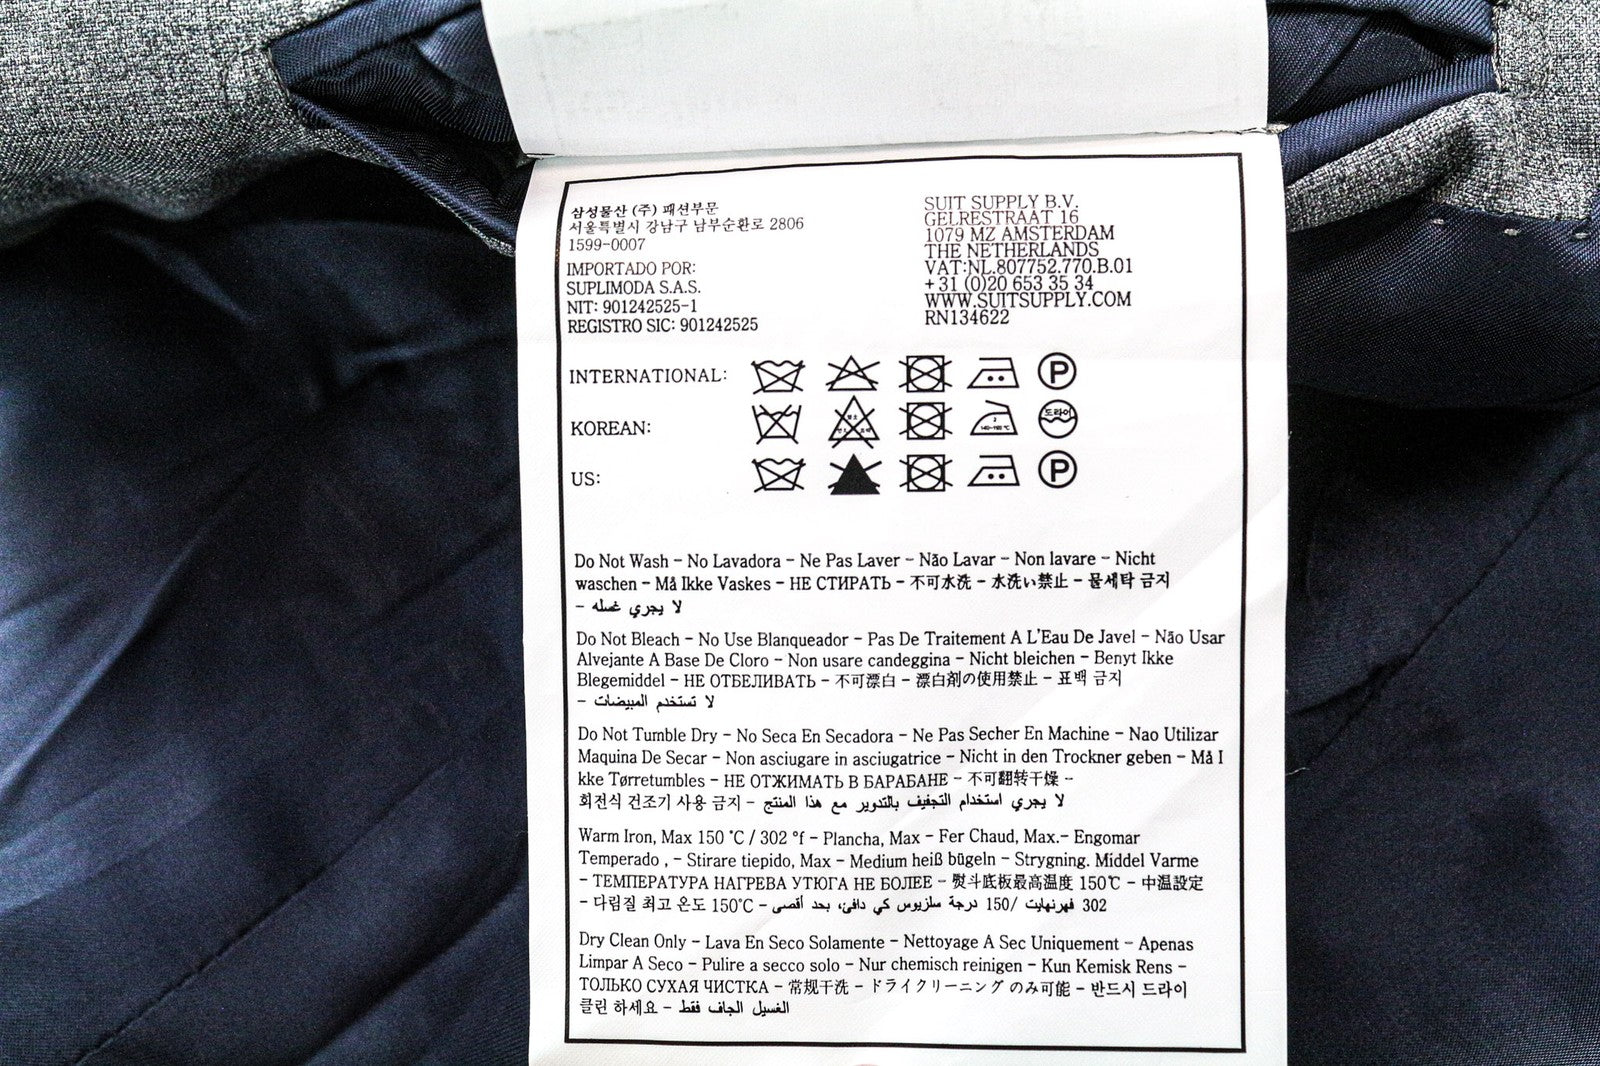 삼성물산 (주) 패션부문
서울특별시 강남구 남부순환로 2806
1599-0007
IMPORTADO POR:
SUPLIMODA S.A.S.
NIT: 901242525-1
REGISTRO SIC: 901242525
SUIT SUPPLY B.V.
GELRESTRAAT 16
1079 MZ AMSTERDAM
THE NETHERLANDS
VAT:NL.807752.770.B.01
+31 (0)20 653 35 34
WWW.SUITSUPPLY.COM
RN134622
INTERNATIONAL:
P
KOREAN:
드라이
US:
P
Do Not Wash - No Lavadora - Ne Pas Laver - Não Lavar - Non lavare - Nicht
waschen - Må Ikke Vaskes - НЕ СТИРАТЬ - 不可水洗 - 水洗い禁止 - 물세탁 금지
- لا يجري غسله
Do Not Bleach - No Use Blanqueador - Pas De Traitement A L'Eau De Javel - Não Usar
Alvejante A Base De Cloro - Non usare candeggina - Nicht bleichen - Benyt Ikke
Blegemiddel - НЕ ОТБЕЛИВАТЬ - 不可漂白 - 漂白剤の使用禁止 - 표백 금지
- لا تستخدم المبيضات
Do Not Tumble Dry - No Seca En Secadora - Ne Pas Secher En Machine - Nao Utilizar
Maquina De Secar - Non asciugare in asciugatrice - Nicht in den Trockner geben - Må I
kke Tørretumbles - НЕ ОТЖИМАТЬ В БАРАБАНЕ - 不可翻转干燥 -
회전식 건조기 사용 금지 - لا يجري استخدام التجفيف بالتدوير مع هذا المنتج
Warm Iron, Max 150 °C / 302 °f - Plancha, Max - Fer Chaud, Max.- Engomar
Temperado , - Stirare tiepido, Max - Medium heiß bügeln - Strygning. Middel Varme
- ТЕМПЕРАТУРА НАГРЕВА УТЮГА НЕ БОЛЕЕ - 熨斗底板最高温度 150℃ - 中温設定
- 다림질 최고 온도 150℃ - كي دافئ، بحد أقصى 150 درجة سلزيوس/ 302 فهرنهايت
Dry Clean Only - Lava En Seco Solamente - Nettoyage A Sec Uniquement - Apenas
Limpar A Seco - Pulire a secco solo - Nur chemisch reinigen - Kun Kemisk Rens -
ТОЛЬКО СУХАЯ ЧИСТКА - 常规干洗 - ドライクリーニング のみ可能 - 반드시 드라이
클린 하세요 - الغسيل الجاف فقط